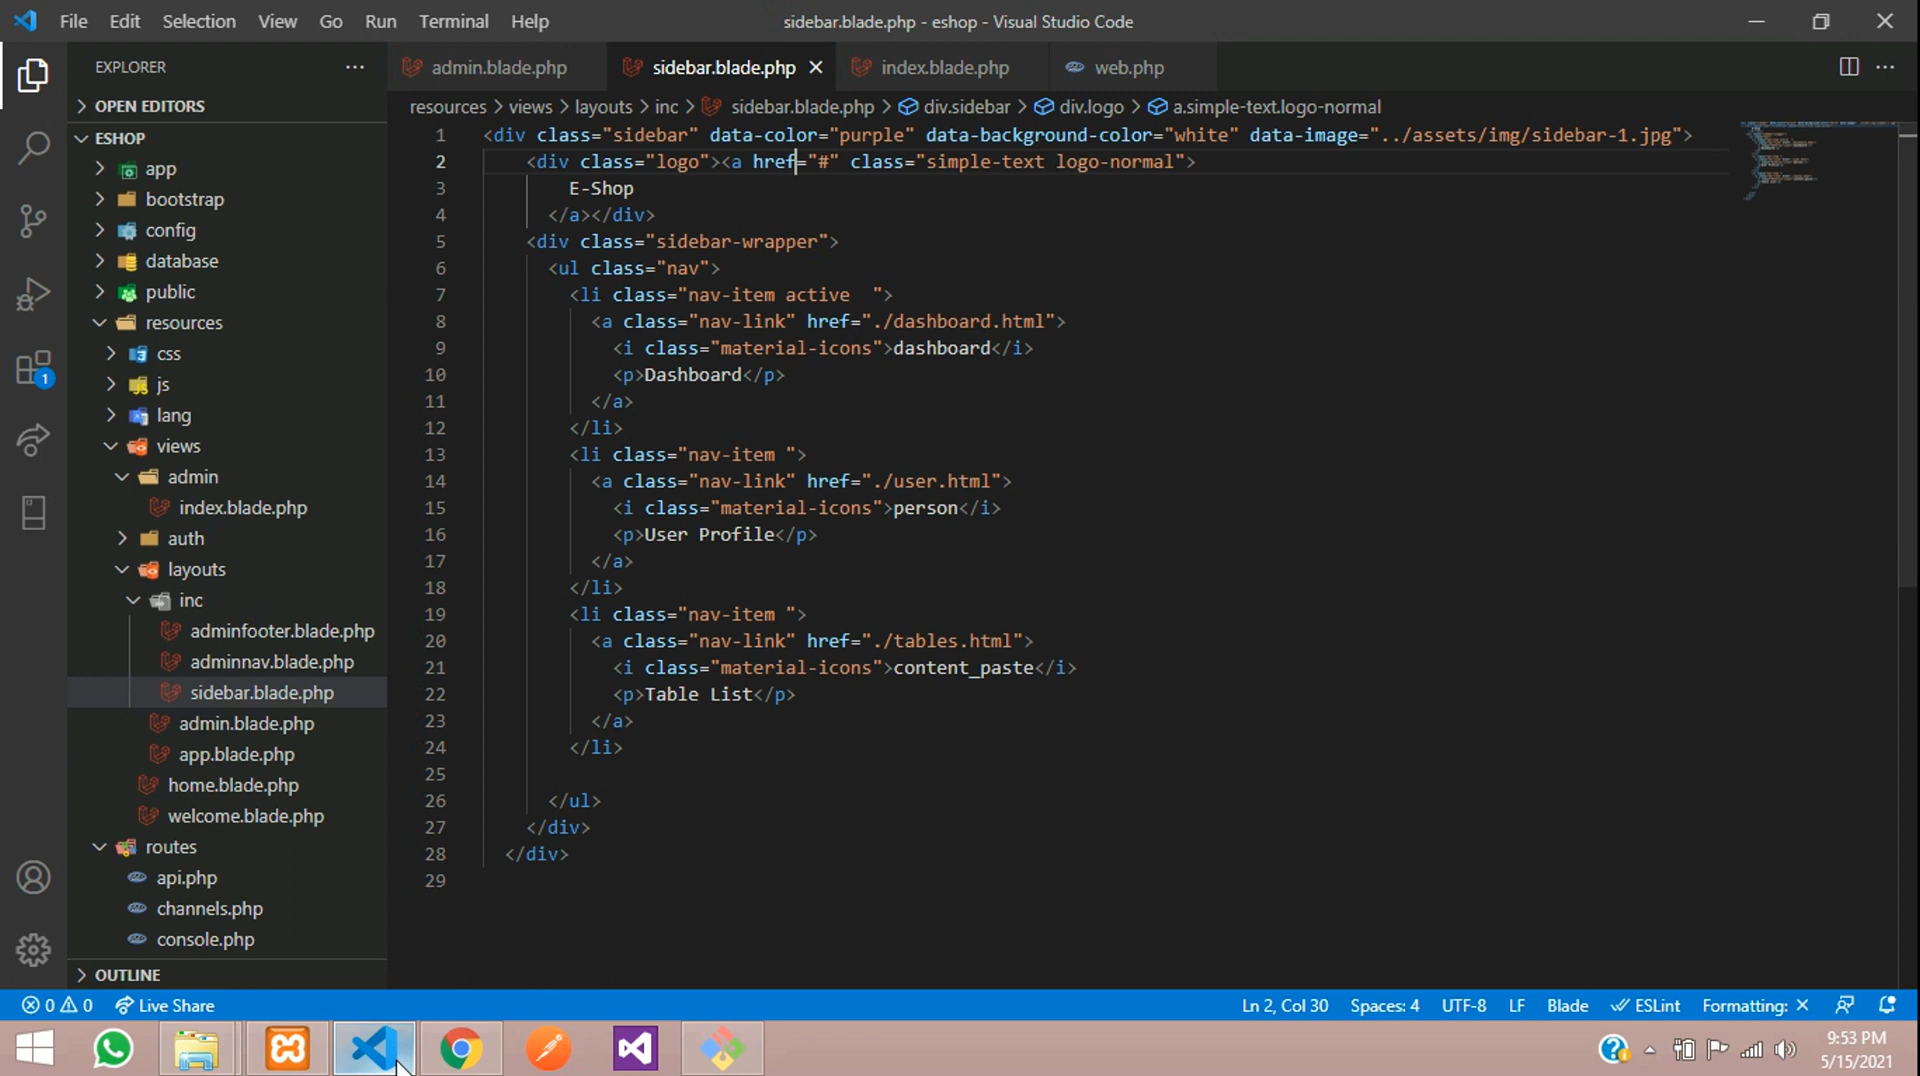 File Edit Selection View Go Run Terminal Help
sidebar.blade.php - eshop - Visual Studio Code
EXPLORER
OPEN EDITORS
ESHOP
app
bootstrap
config
database
public
resources
css
js
lang
views
admin
index.blade.php
auth
layouts
inc
adminfooter.blade.php
adminnav.blade.php
sidebar.blade.php
admin.blade.php
app.blade.php
home.blade.php
welcome.blade.php
routes
api.php
channels.php
console.php
OUTLINE
1
admin.blade.php sidebar.blade.php index.blade.php web.php
resources > views > layouts > inc > sidebar.blade.php > div.sidebar > div.logo > a.simple-text.logo-normal
1 <div class="sidebar" data-color="purple" data-background-color="white" data-image="../assets/img/sidebar-1.jpg">
2 <div class="logo"><a href="#" class="simple-text logo-normal">
3 E-Shop
4 </a></div>
5 <div class="sidebar-wrapper">
6 <ul class="nav">
7 <li class="nav-item active  ">
8 <a class="nav-link" href="./dashboard.html">
9 <i class="material-icons">dashboard</i>
10 <p>Dashboard</p>
11 </a>
12 </li>
13 <li class="nav-item ">
14 <a class="nav-link" href="./user.html">
15 <i class="material-icons">person</i>
16 <p>User Profile</p>
17 </a>
18 </li>
19 <li class="nav-item ">
20 <a class="nav-link" href="./tables.html">
21 <i class="material-icons">content_paste</i>
22 <p>Table List</p>
23 </a>
24 </li>
25
26 </ul>
27 </div>
28 </div>
29
0 0 Live Share
Ln 2, Col 30 Spaces: 4 UTF-8 LF Blade ESLint Formatting: ×
9:53 PM
5/15/2021